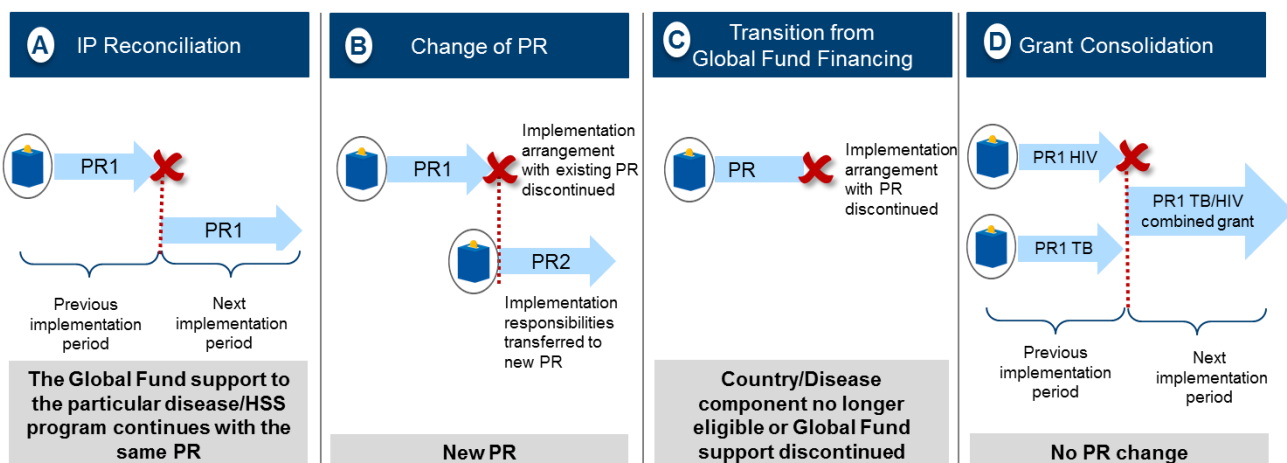 A IP Reconciliation
PR1
PR1
Previous
implementation
period
Next
implementation
period
The Global Fund support to
the particular disease/HSS
program continues with the
same PR
B Change of PR
PR1
Implementation
arrangement
with existing PR
discontinued
PR2
Implementation
responsibilities
transferred to
new PR
New PR
C Transition from
Global Fund Financing
PR
Implementation
arrangement
with PR
discontinued
Country/Disease
component no longer
eligible or Global Fund
support discontinued
D Grant Consolidation
PR1 HIV
PR1 TB/HIV
combined grant
PR1 TB
Previous
implementation
period
Next
implementation
period
No PR change